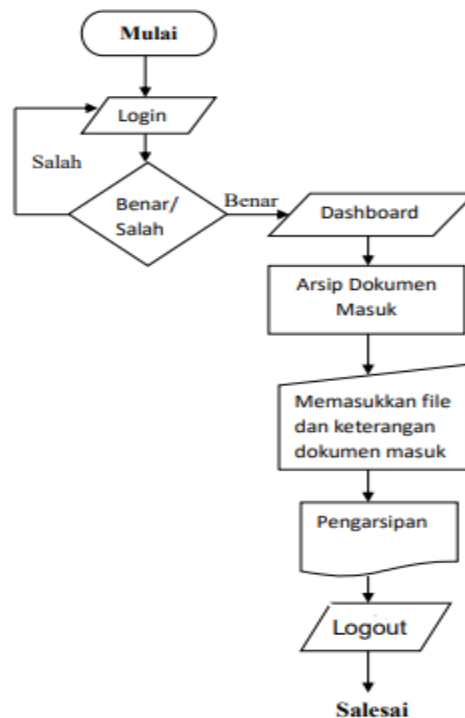 Mulai
Login
Salah
Benar/
Salah
Benar
Dashboard
Arsip Dokumen
Masuk
Memasukkan file
dan keterangan
dokumen masuk
Pengarsipan
Logout
Salesai